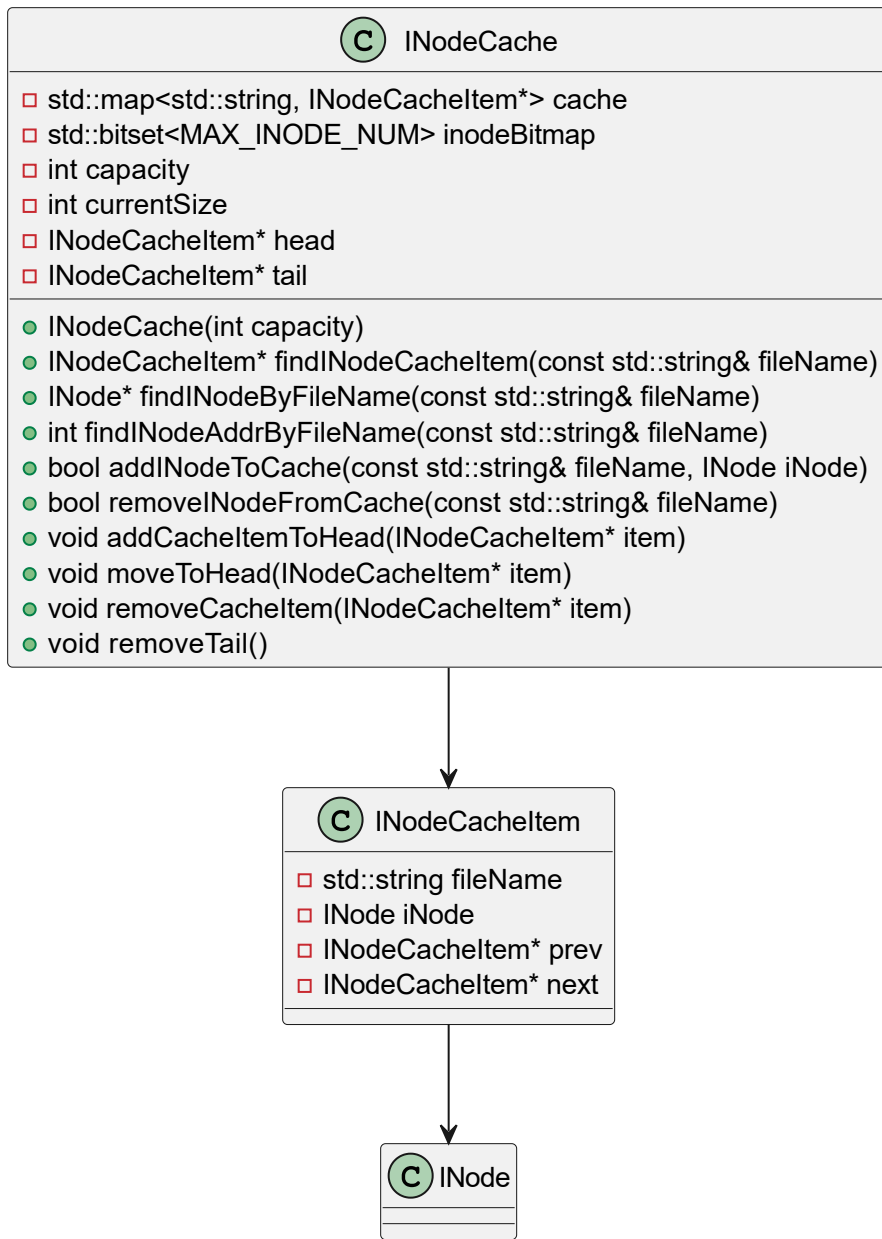 C INodeCache
std::map<std::string, INodeCacheItem*> cache
std::bitset<MAX_INODE_NUM> inodeBitmap
int capacity
int currentSize
INodeCacheItem* head
INodeCacheItem* tail
INodeCache(int capacity)
INodeCacheItem* findINodeCacheItem(const std::string& fileName)
INode* findINodeByFileName(const std::string& fileName)
int findINodeAddrByFileName(const std::string& fileName)
bool addINodeToCache(const std::string& fileName, INode iNode)
bool removeINodeFromCache(const std::string& fileName)
void addCacheItemToHead(INodeCacheItem* item)
void moveToHead(INodeCacheItem* item)
void removeCacheItem(INodeCacheItem* item)
void removeTail()
C INodeCacheItem
std::string fileName
INode iNode
INodeCacheItem* prev
INodeCacheItem* next
C INode